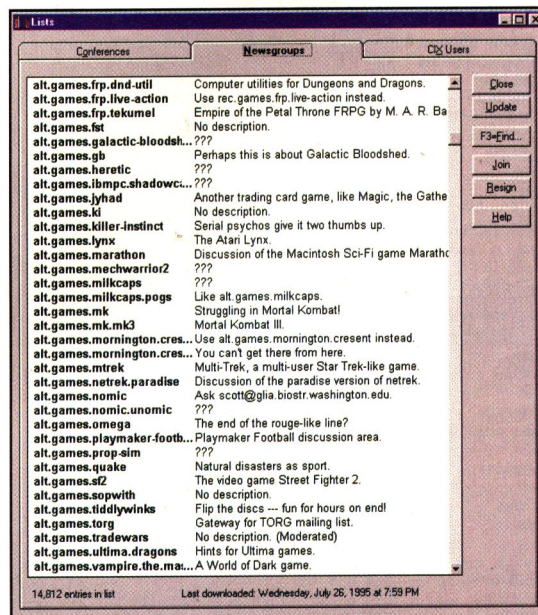 Lists
Conferences
Newsgroups
CIX Users
alt.games.frp.dnd-util Computer utilities for Dungeons and Dragons.
alt.games.frp.live-action Use rec.games.frp.live-action instead.
alt.games.frp.tekumel Empire of the Petal Throne FRPG by M. A. R. Ba
alt.games.fst No description.
alt.games.galactic-bloodsh... ???
alt.games.gb Perhaps this is about Galactic Bloodshed.
alt.games.heretic ???
alt.games.ibmpc.shadowca... ???
alt.games.jyhad Another trading card game, like Magic, the Gathe
alt.games.ki No description.
alt.games.killer-instinct Serial psychos give it two thumbs up.
alt.games.lynx The Atari Lynx.
alt.games.marathon Discussion of the Macintosh Sci-Fi game Maratho
alt.games.mechwarrior2 ???
alt.games.milkcaps ???
alt.games.milkcaps.pogs Like alt.games.milkcaps.
alt.games.mk Struggling in Mortal Kombat!
alt.games.mk.mk3 Mortal Kombat III.
alt.games.mornington.cres... Use alt.games.mornington.cresent instead.
alt.games.mornington.cres... You can't get there from here.
alt.games.mtrek Multi-Trek, a multi-user Star Trek-like game.
alt.games.netrek.paradise Discussion of the paradise version of netrek.
alt.games.nomic Ask scott@glia.biostr.washington.edu.
alt.games.nomic.unomic ???
alt.games.omega The end of the rouge-like line?
alt.games.playmaker-footb... Playmaker Football discussion area.
alt.games.prop-sim ???
alt.games.quake Natural disasters as sport.
alt.games.sf2 The video game Street Fighter 2.
alt.games.sopwith No description.
alt.games.tiddlywinks Flip the discs --- fun for hours on end!
alt.games.torg Gateway for TORG mailing list.
alt.games.tradewars No description. (Moderated)
alt.games.ultima.dragons Hints for Ultima games.
alt.games.vampire.the.mas... A World of Dark game.
Close
Update
F3=Find...
Join
Resign
Help
14,812 entries in list
Last downloaded: Wednesday, July 26, 1995 at 7:59 PM